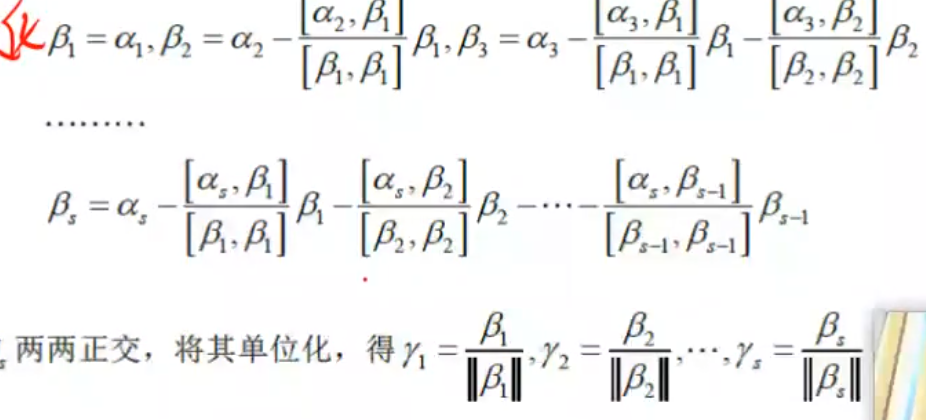 化 β₁ = α₁, β₂ = α₂ − [α₂, β₁]/[β₁, β₁] β₁, β₃ = α₃ − [α₃, β₁]/[β₁, β₁] β₁ − [α₃, β₂]/[β₂, β₂] β₂
………
βₛ = αₛ − [αₛ, β₁]/[β₁, β₁] β₁ − [αₛ, β₂]/[β₂, β₂] β₂ − ⋯ − [αₛ, βₛ₋₁]/[βₛ₋₁, βₛ₋₁] βₛ₋₁
ₛ 两两正交，将其单位化，得 γ₁ = β₁/‖β₁‖, γ₂ = β₂/‖β₂‖, ⋯, γₛ = βₛ/‖βₛ‖